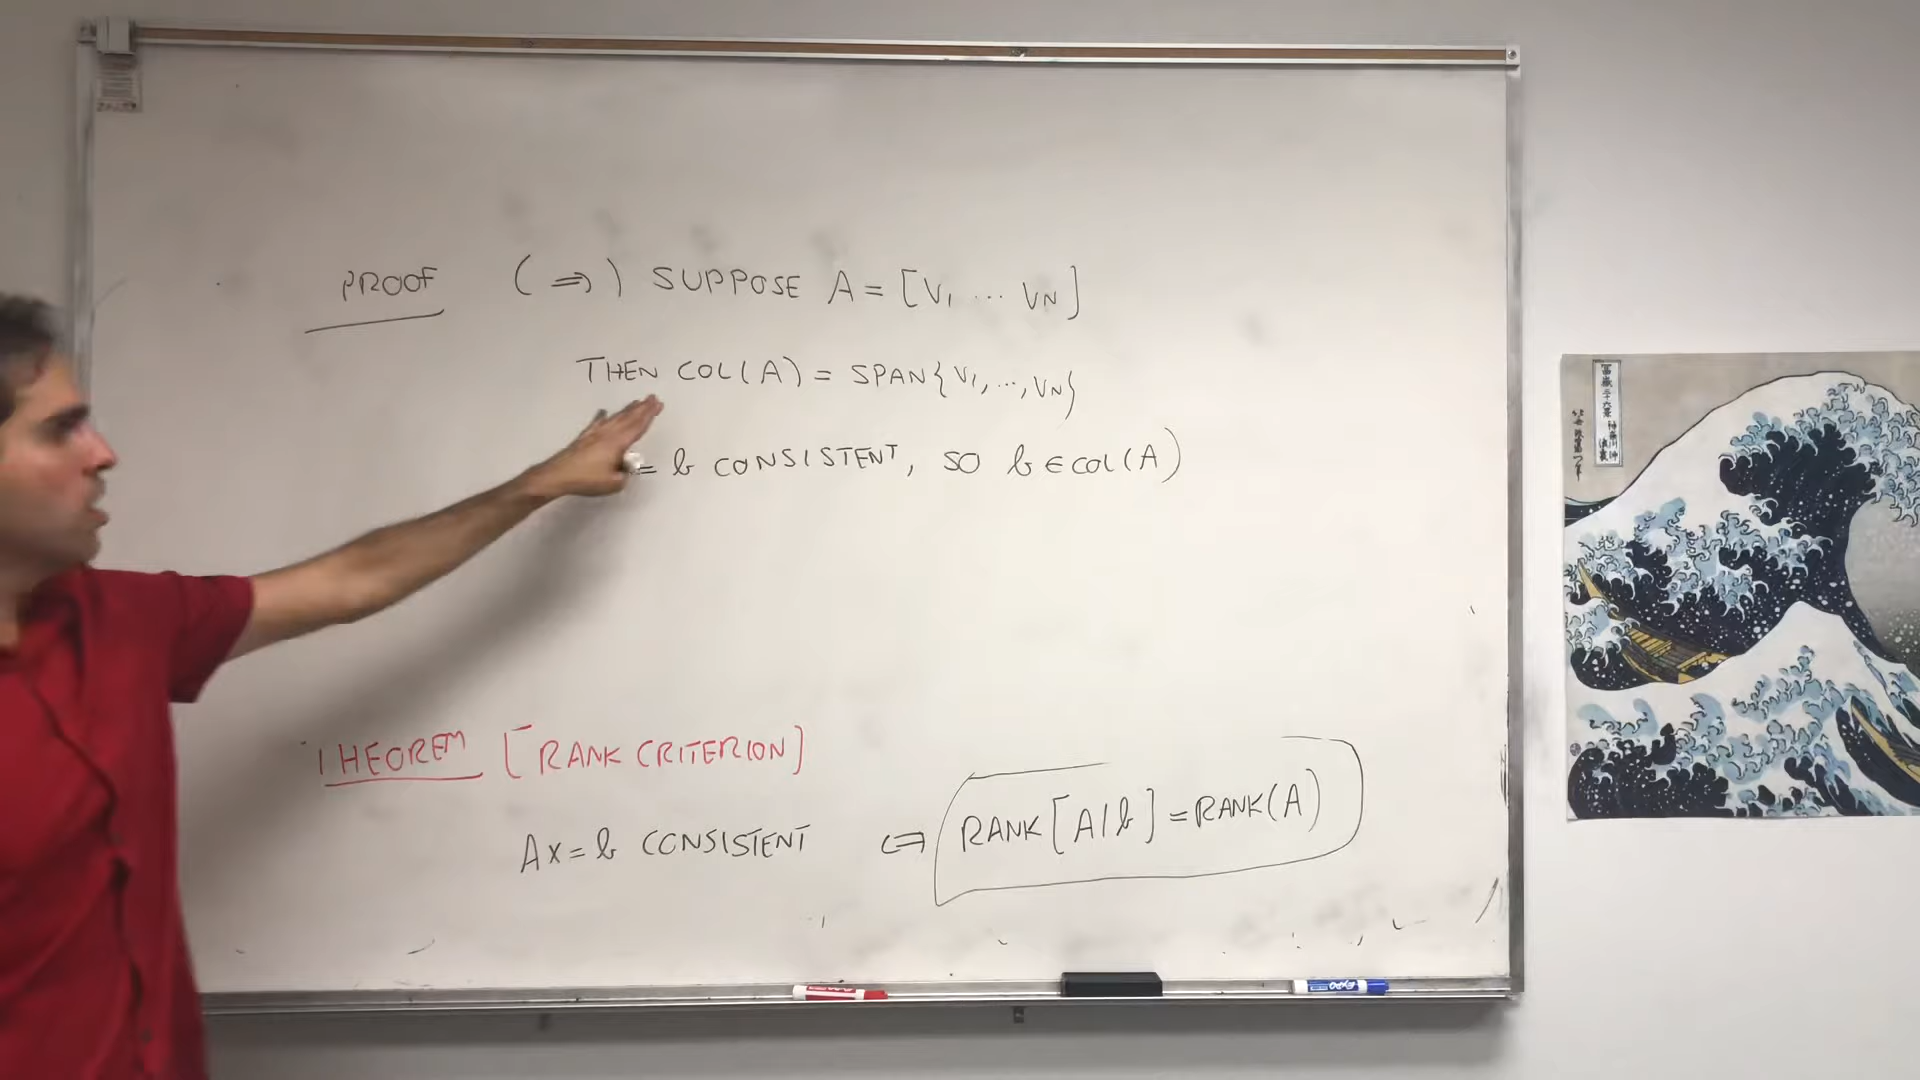 PROOF (⇒) SUPPOSE A = [V₁ ... VN]
THEN COL(A) = SPAN{V₁, ..., VN}
= b CONSISTENT, SO b ∈ COL(A)
THEOREM [RANK CRITERION]
Ax = b CONSISTENT ⇔ RANK[A|b] = RANK(A)
EXPO